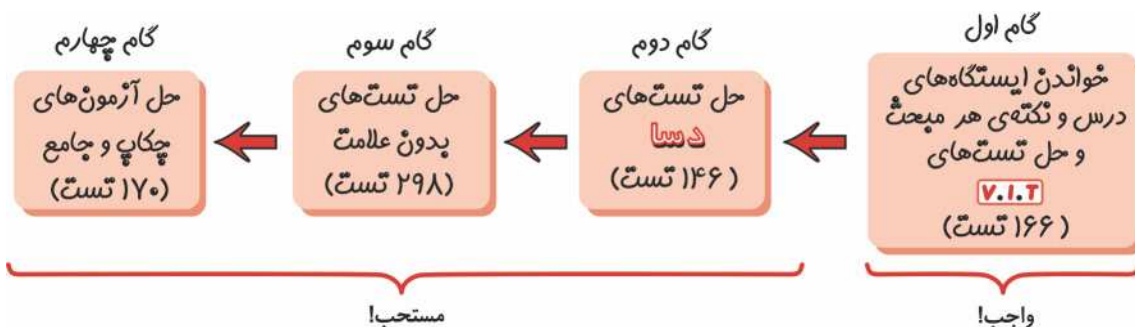 گام اول
خواندن ایستگاه‌های
درس و نکته‌ی هر مبحث
و حل تست‌های
V.I.T
(۱۶۶ تست)
گام دوم
حل تست‌های
دسا
(۱۴۶ تست)
گام سوم
حل تست‌های
بدون علامت
(۲۹۸ تست)
گام چهارم
حل آزمون‌های
چکاپ و جامع
(۱۷۰ تست)
واجب!
مستحب!